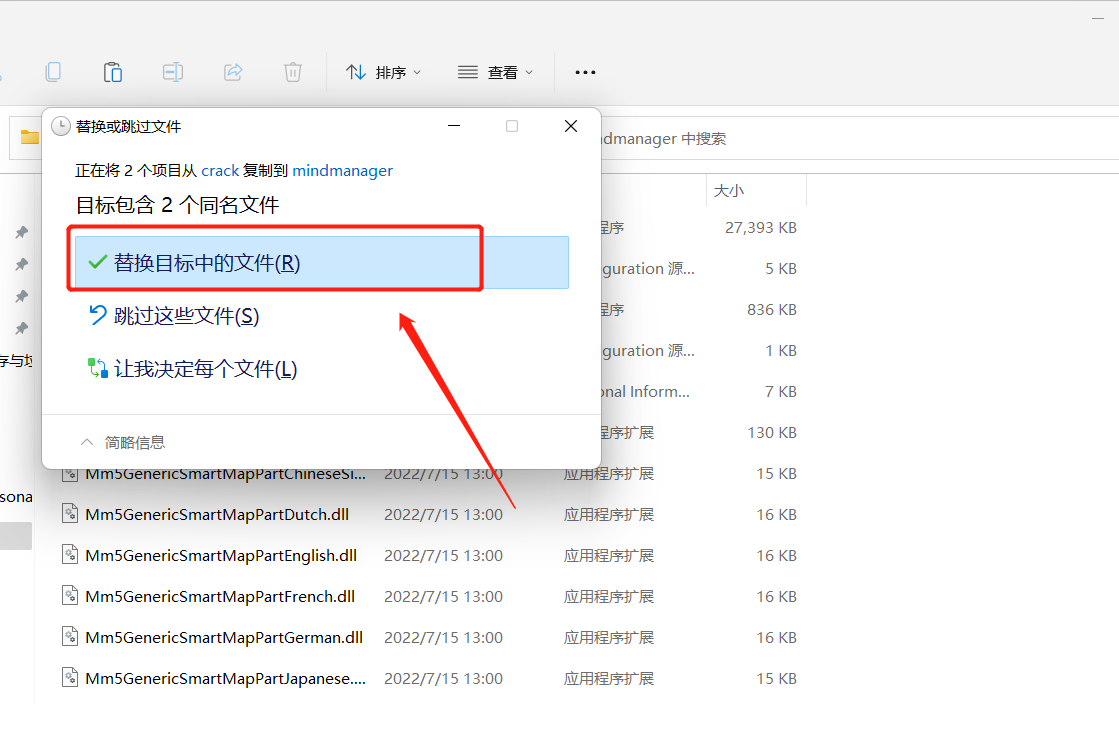 排序
查看
替换或跳过文件
dmanager 中搜索
正在将 2 个项目从 crack 复制到 mindmanager
目标包含 2 个同名文件
大小
程序 27,393 KB
替换目标中的文件(R)
guration 源... 5 KB
跳过这些文件(S)
程序 836 KB
存与垃
guration 源... 1 KB
让我决定每个文件(L)
onal Inform... 7 KB
程序扩展 130 KB
简略信息
Mm5GenericSmartMapPartChineseSi... 2022/7/15 13:00 应用程序扩展 15 KB
sona
Mm5GenericSmartMapPartDutch.dll 2022/7/15 13:00 应用程序扩展 16 KB
Mm5GenericSmartMapPartEnglish.dll 2022/7/15 13:00 应用程序扩展 16 KB
Mm5GenericSmartMapPartFrench.dll 2022/7/15 13:00 应用程序扩展 16 KB
Mm5GenericSmartMapPartGerman.dll 2022/7/15 13:00 应用程序扩展 16 KB
Mm5GenericSmartMapPartJapanese.... 2022/7/15 13:00 应用程序扩展 15 KB